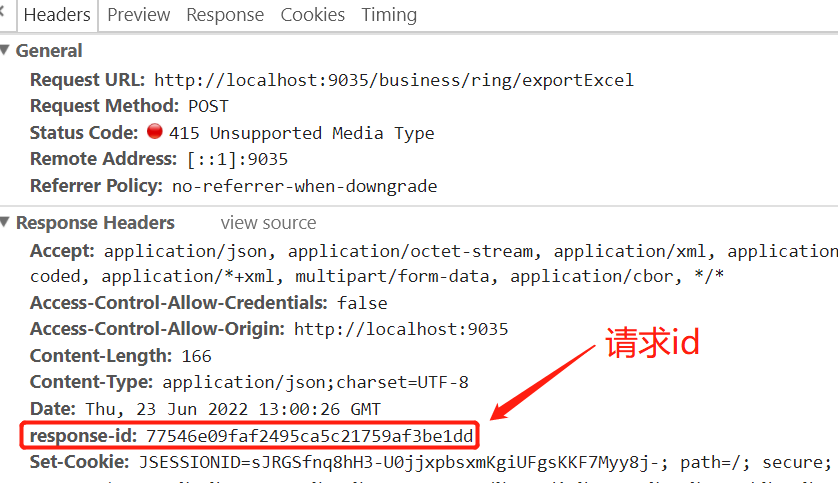 Headers Preview Response Cookies Timing
General
Request URL: http://localhost:9035/business/ring/exportExcel
Request Method: POST
Status Code: 415 Unsupported Media Type
Remote Address: [::1]:9035
Referrer Policy: no-referrer-when-downgrade
Response Headers view source
Accept: application/json, application/octet-stream, application/xml, application
coded, application/*+xml, multipart/form-data, application/cbor, */*
Access-Control-Allow-Credentials: false
Access-Control-Allow-Origin: http://localhost:9035
请求id
Content-Length: 166
Content-Type: application/json;charset=UTF-8
Date: Thu, 23 Jun 2022 13:00:26 GMT
response-id: 77546e09faf2495ca5c21759af3be1dd
Set-Cookie: JSESSIONID=sJRGSfnq8hH3-U0jjxpbsxmKgiUFgsKKF7Myy8j-; path=/; secure;